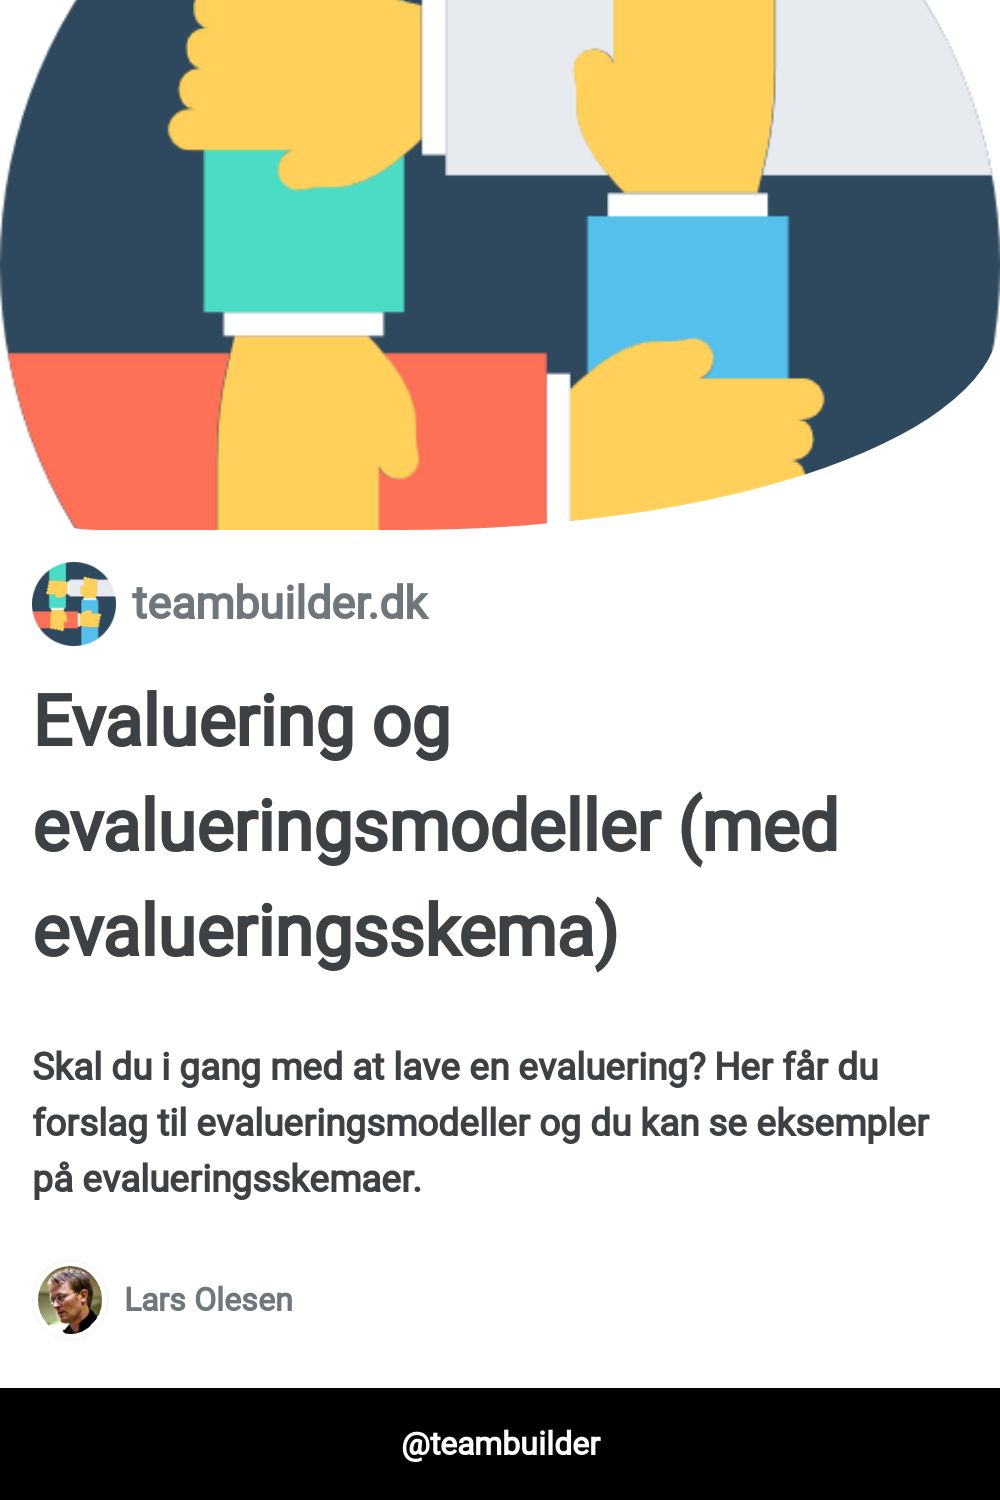 teambuilder.dk
Evaluering og
evalueringsmodeller (med
evalueringsskema)
Skal du i gang med at lave en evaluering? Her får du
forslag til evalueringsmodeller og du kan se eksempler
på evalueringsskemaer.
Lars Olesen
@teambuilder